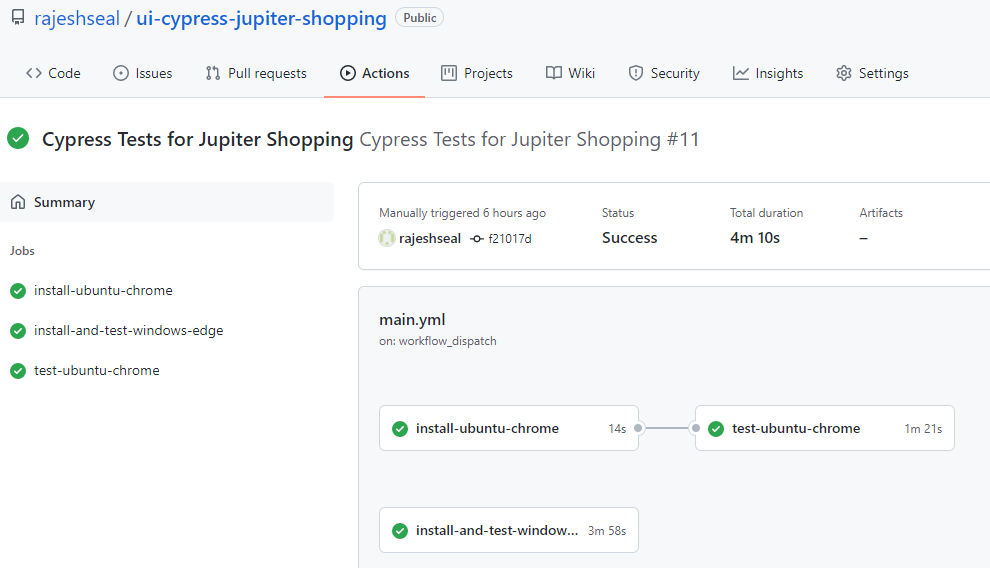 rajeshseal / ui-cypress-jupiter-shopping Public
Code Issues Pull requests Actions Projects Wiki Security Insights Settings
Cypress Tests for Jupiter Shopping Cypress Tests for Jupiter Shopping #11
Summary
Jobs
install-ubuntu-chrome
install-and-test-windows-edge
test-ubuntu-chrome
Manually triggered 6 hours ago Status Total duration Artifacts
rajeshseal f21017d Success 4m 10s –
main.yml
on: workflow_dispatch
install-ubuntu-chrome 14s test-ubuntu-chrome 1m 21s
install-and-test-window... 3m 58s